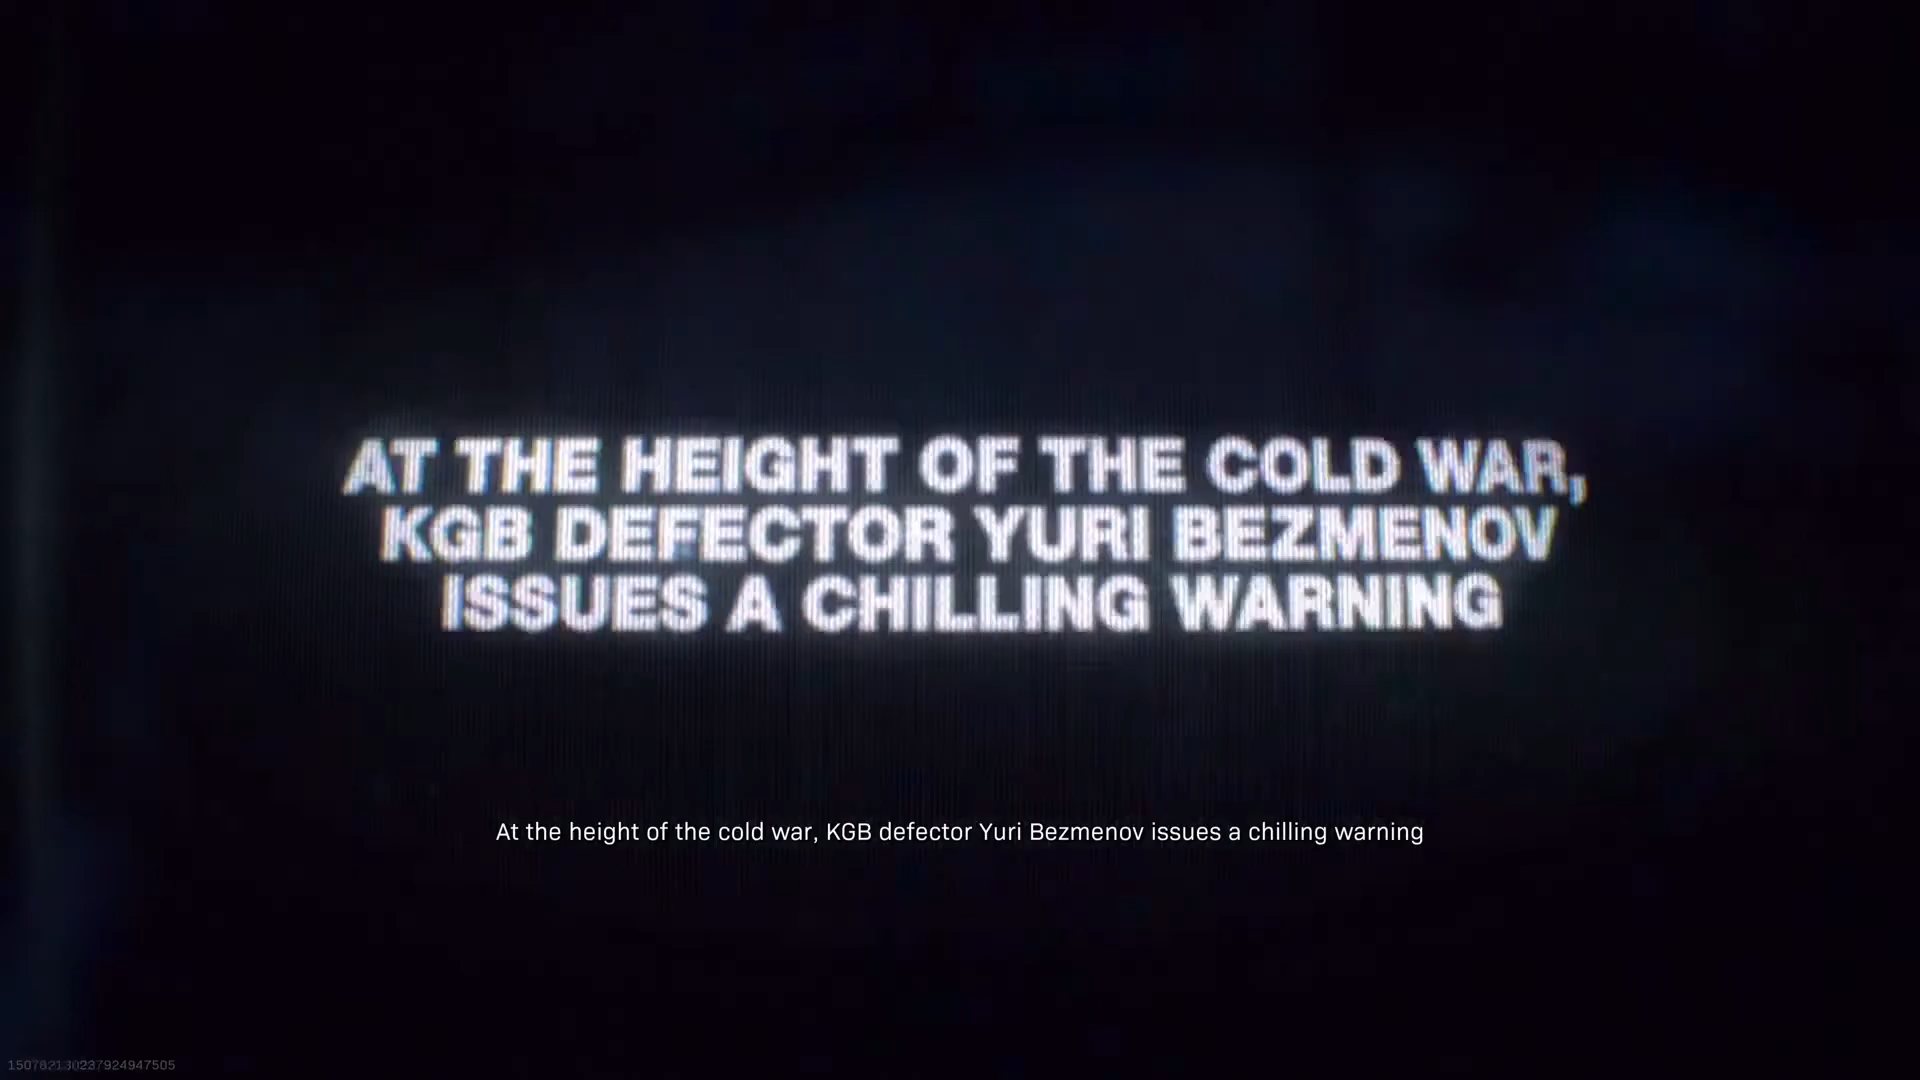 AT THE HEIGHT OF THE COLD WAR,
KGB DEFECTOR YURI BEZMENOV
ISSUES A CHILLING WARNING
At the height of the cold war, KGB defector Yuri Bezmenov issues a chilling warning